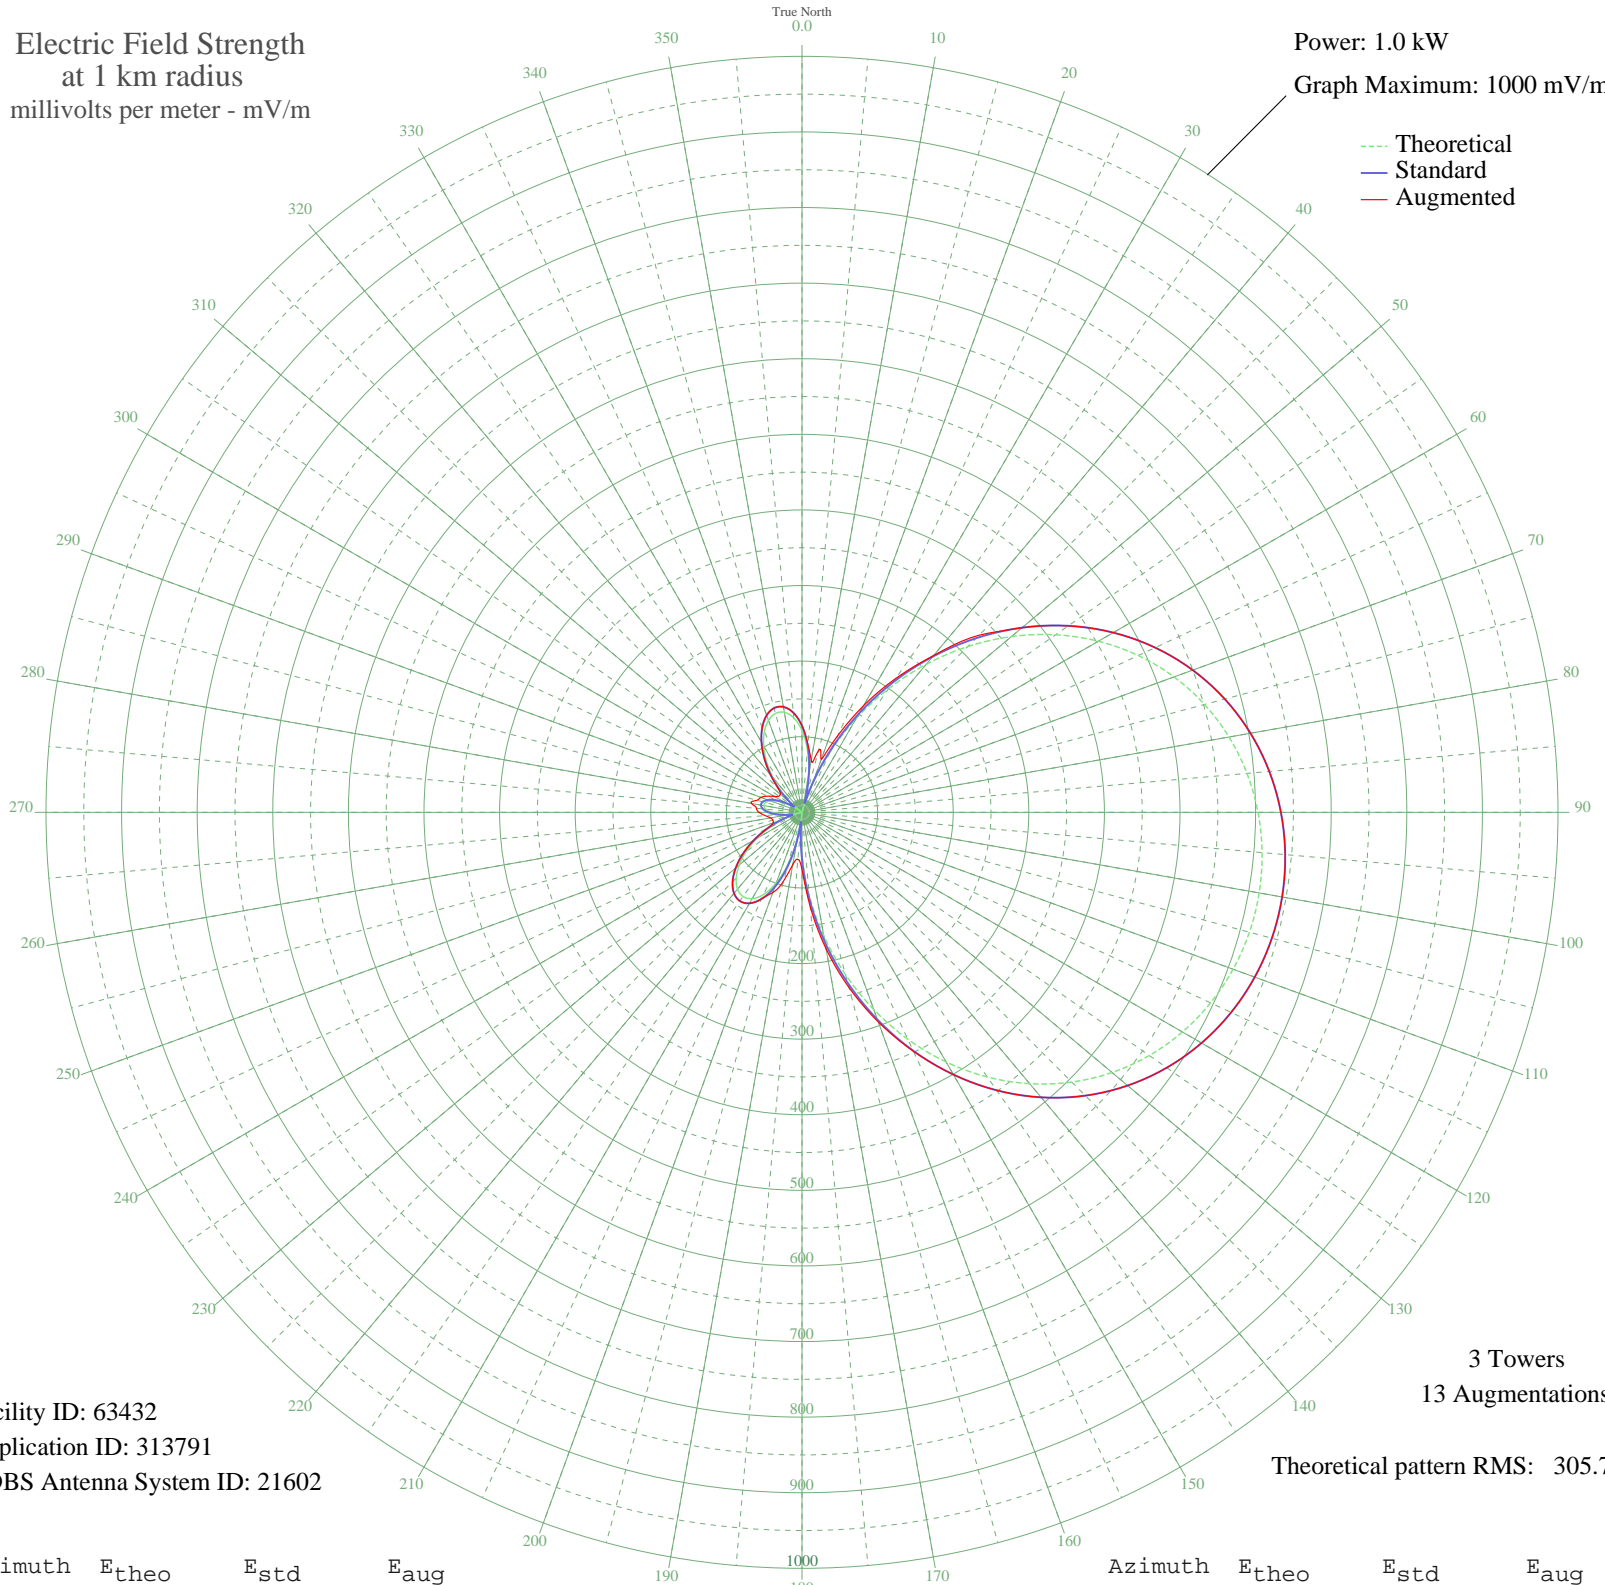 True North
0.0
Electric Field Strength
at 1 km radius
millivolts per meter - mV/m
Power: 1.0 kW
Graph Maximum: 1000 mV/m
Theoretical
Standard
Augmented
10
20
30
40
50
60
70
80
90
100
110
120
130
140
150
160
170
190
200
210
220
230
240
250
260
270
280
290
300
310
320
330
340
350
200
300
400
500
600
700
800
900
1000
3 Towers
13 Augmentations
Theoretical pattern RMS: 305.7
cility ID: 63432
plication ID: 313791
DBS Antenna System ID: 21602
imuth Etheo Estd Eaug
Azimuth Etheo Estd Eaug